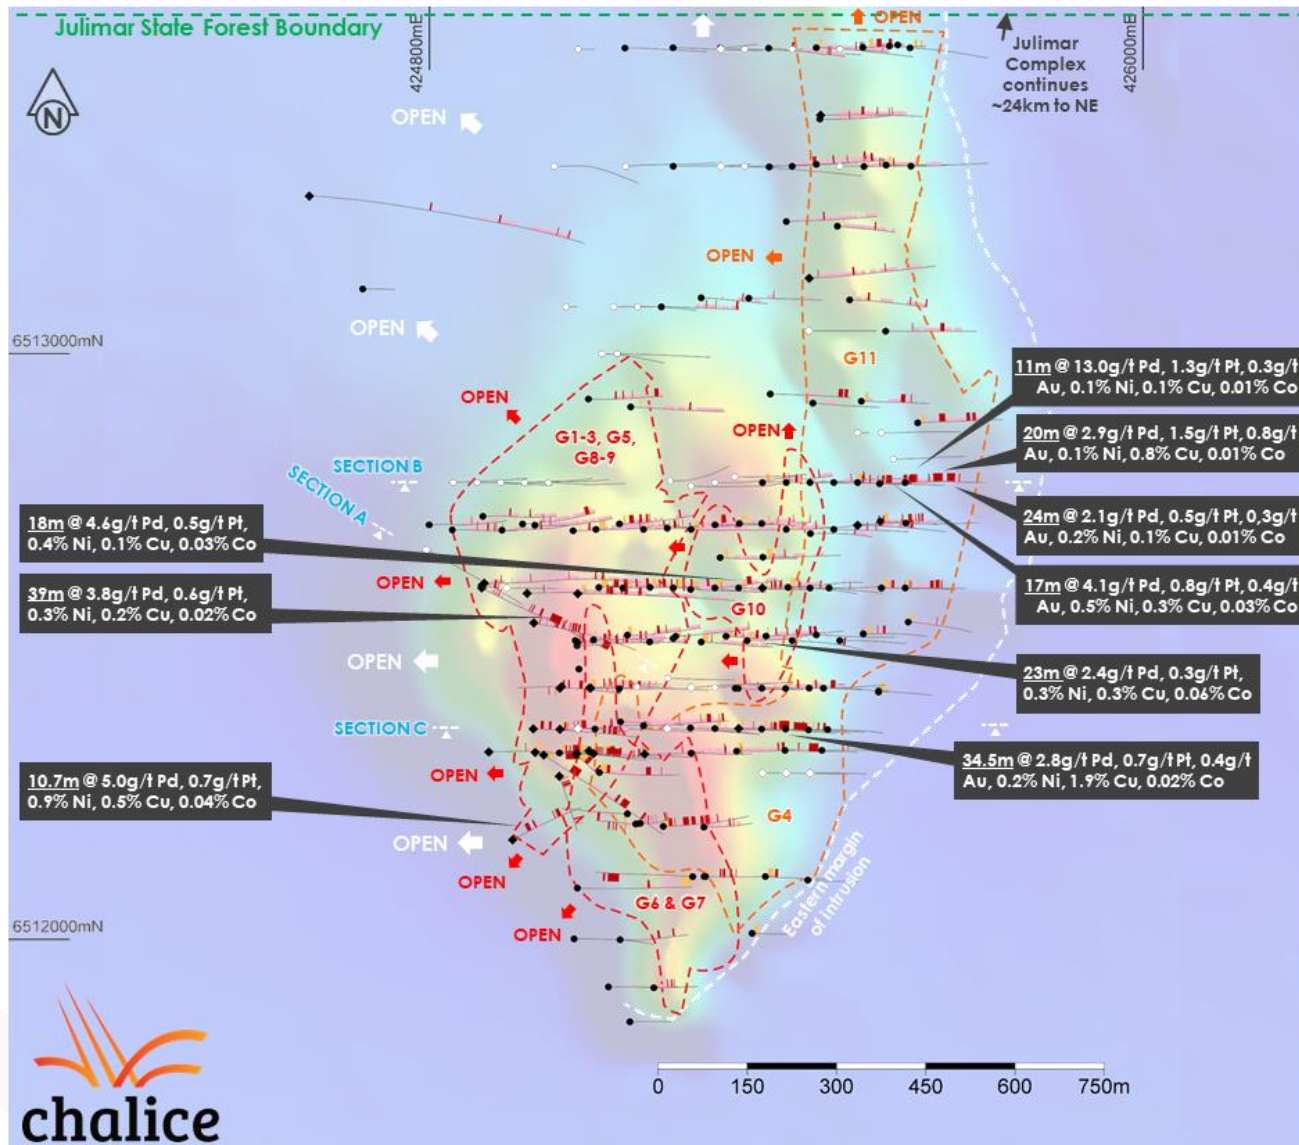 Julimar State Forest Boundary
424800mE
OPEN
426000mE
Julimar
Complex
continues
~24km to NE
N
OPEN
OPEN
OPEN
6513000mN
G11
11m @ 13.0g/t Pd, 1.3g/t Pt, 0.3g/t
Au, 0.1% Ni, 0.1% Cu, 0.01% Co
OPEN
OPEN
G1-3, G5,
G8-9
20m @ 2.9g/t Pd, 1.5g/t Pt, 0.8g/t
Au, 0.1% Ni, 0.8% Cu, 0.01% Co
SECTION B
SECTION A
18m @ 4.6g/t Pd, 0.5g/t Pt,
0.4% Ni, 0.1% Cu, 0.03% Co
24m @ 2.1g/t Pd, 0.5g/t Pt, 0,3g/t
Au, 0.2% Ni, 0.1% Cu, 0.01% Co
OPEN
17m @ 4.1g/t Pd, 0.8g/t Pt, 0.4g/t
Au, 0.5% Ni, 0.3% Cu, 0.03% Co
39m @ 3.8g/t Pd, 0.6g/t Pt,
0.3% Ni, 0.2% Cu, 0.02% Co
G10
OPEN
23m @ 2.4g/t Pd, 0.3g/t Pt,
0.3% Ni, 0.3% Cu, 0.06% Co
SECTION C
34.5m @ 2.8g/t Pd, 0.7g/t Pt, 0.4g/t
Au, 0.2% Ni, 1.9% Cu, 0.02% Co
OPEN
10.7m @ 5.0g/t Pd, 0.7g/t Pt,
0.9% Ni, 0.5% Cu, 0.04% Co
G4
OPEN
OPEN
G6 & G7
Eastern margin
of intrusion
OPEN
6512000mN
0 150 300 450 600 750m
chalice